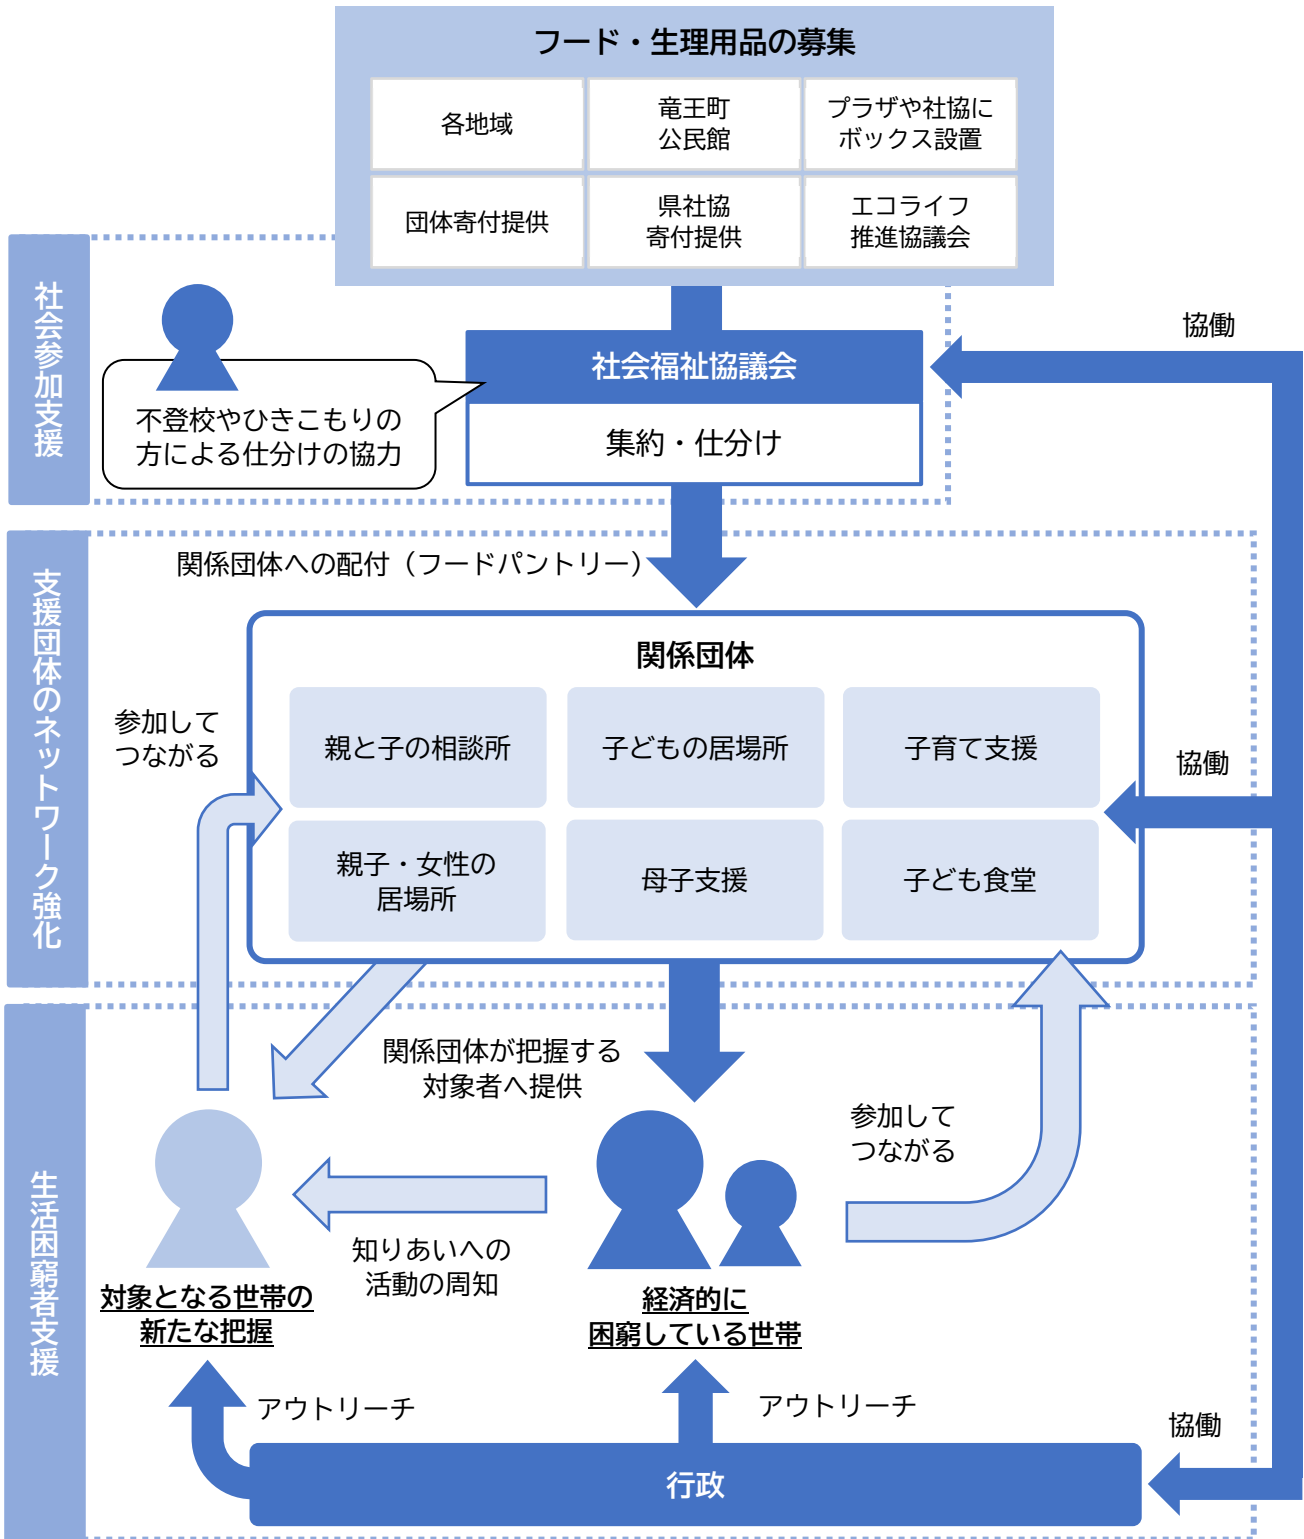 フード・生理用品の募集
各地域
竜王町
公民館
プラザや社協に
ボックス設置
団体寄付提供
県社協
寄付提供
エコライフ
推進協議会
社会参加支援
不登校やひきこもりの
方による仕分けの協力
社会福祉協議会
集約・仕分け
協働
支援団体のネットワーク強化
関係団体への配付（フードパントリー）
関係団体
親と子の相談所
子どもの居場所
子育て支援
親子・女性の
居場所
母子支援
子ども食堂
参加して
つながる
協働
生活困窮者支援
関係団体が把握する
対象者へ提供
参加して
つながる
知りあいへの
活動の周知
対象となる世帯の
新たな把握
経済的に
困窮している世帯
アウトリーチ
アウトリーチ
協働
行政